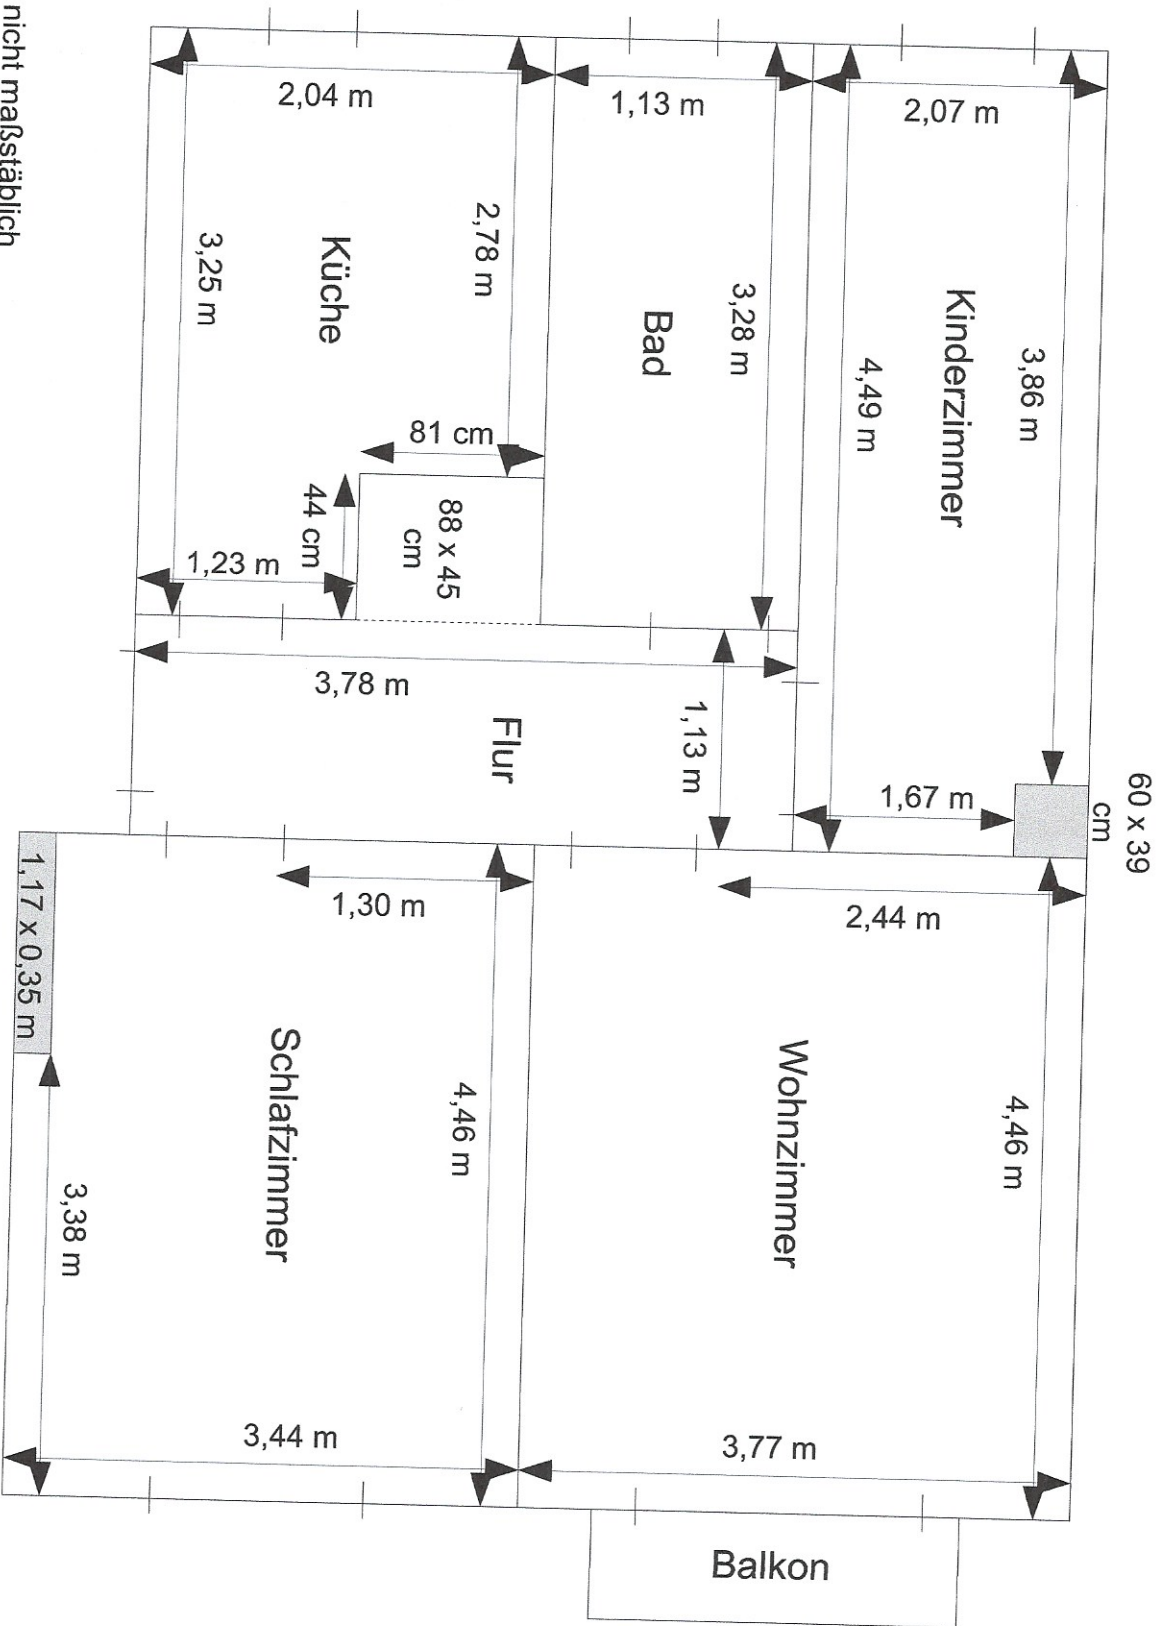 nicht maßstäblich
2,04 m
1,13 m
2,07 m
2,78 m
Küche
3,25 m
3,28 m
Bad
3,86 m
Kinderzimmer
4,49 m
81 cm
88 x 45
cm
44 cm
1,23 m
3,78 m
Flur
1,13 m
1,67 m
60 x 39
cm
1,30 m
2,44 m
1,17 x 0,35 m
Schlafzimmer
4,46 m
Wohnzimmer
4,46 m
3,38 m
3,44 m
3,77 m
Balkon